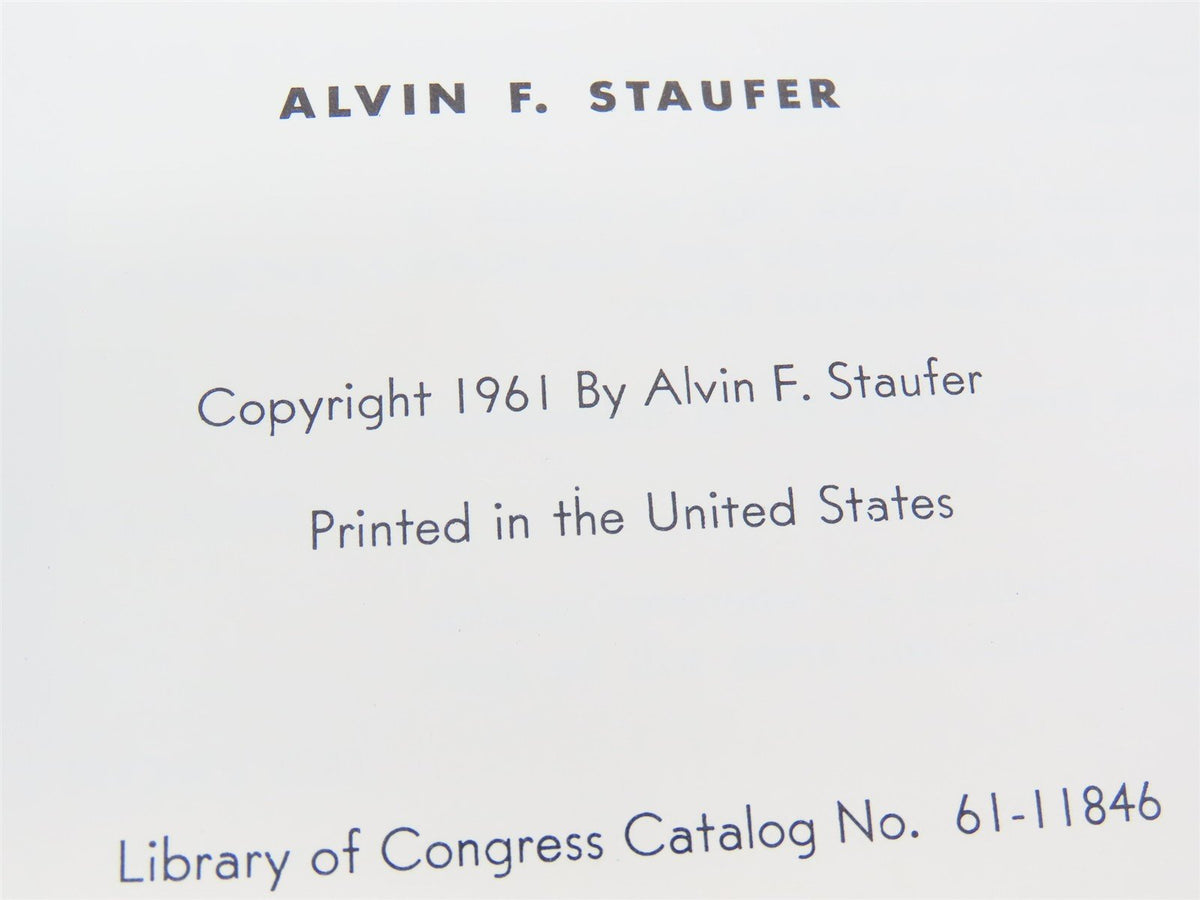 ALVIN F. STAUFER
Copyright 1961 By Alvin F. Staufer
Printed in the United States
Library of Congress Catalog No. 61-11846